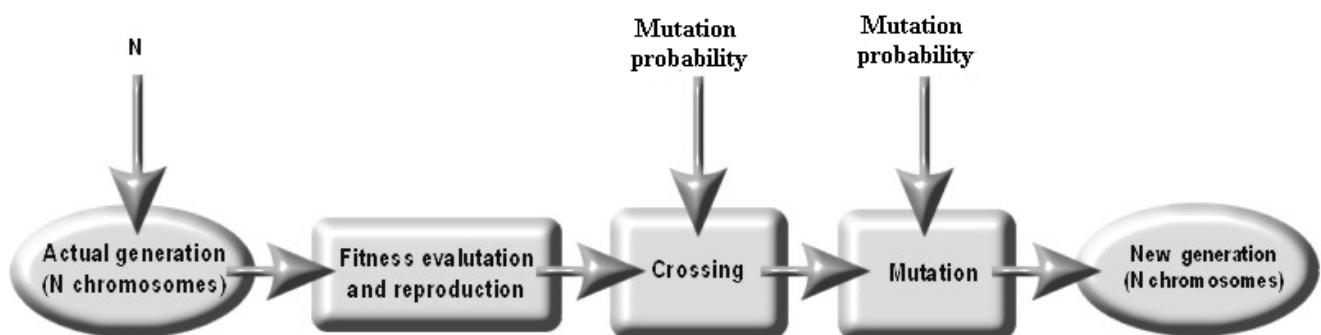 N
Mutation
probability
Mutation
probability
Actual generation
(N chromosomes)
Fitness evalutation
and reproduction
Crossing
Mutation
New generation
(N chromosomes)